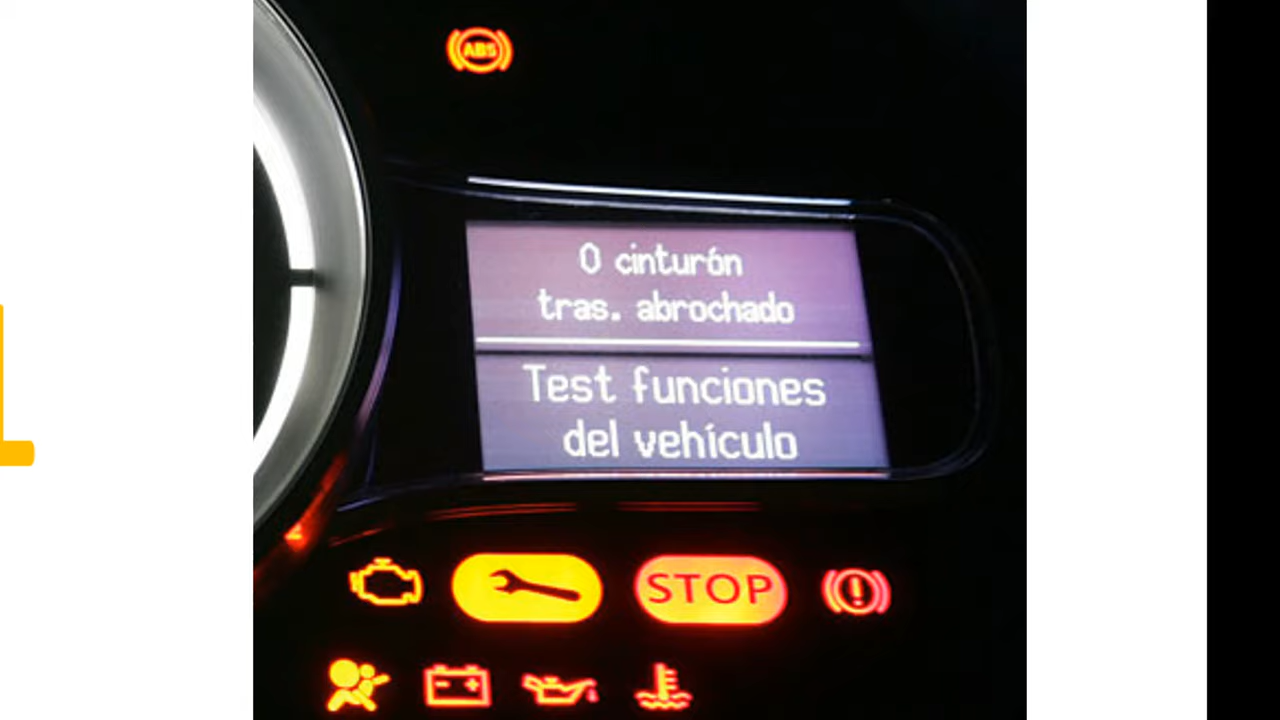 ABS
0 cinturón
tras. abrochado
Test funciones
del vehículo
STOP